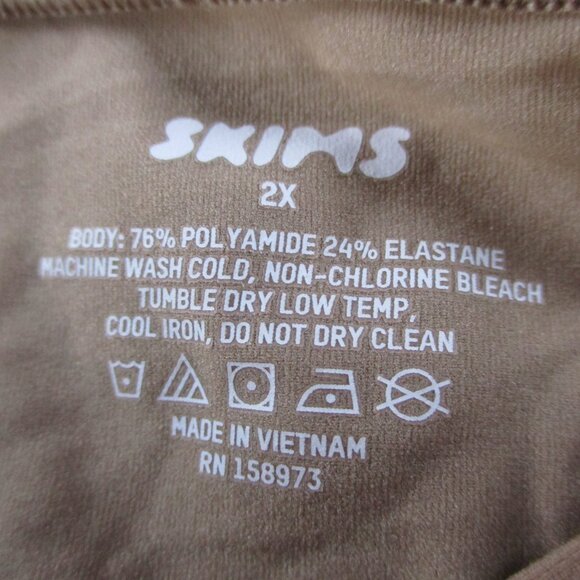 SKIMS
2X
BODY: 76% POLYAMIDE 24% ELASTANE
MACHINE WASH COLD, NON-CHLORINE BLEACH
TUMBLE DRY LOW TEMP,
COOL IRON, DO NOT DRY CLEAN
MADE IN VIETNAM
RN 158973